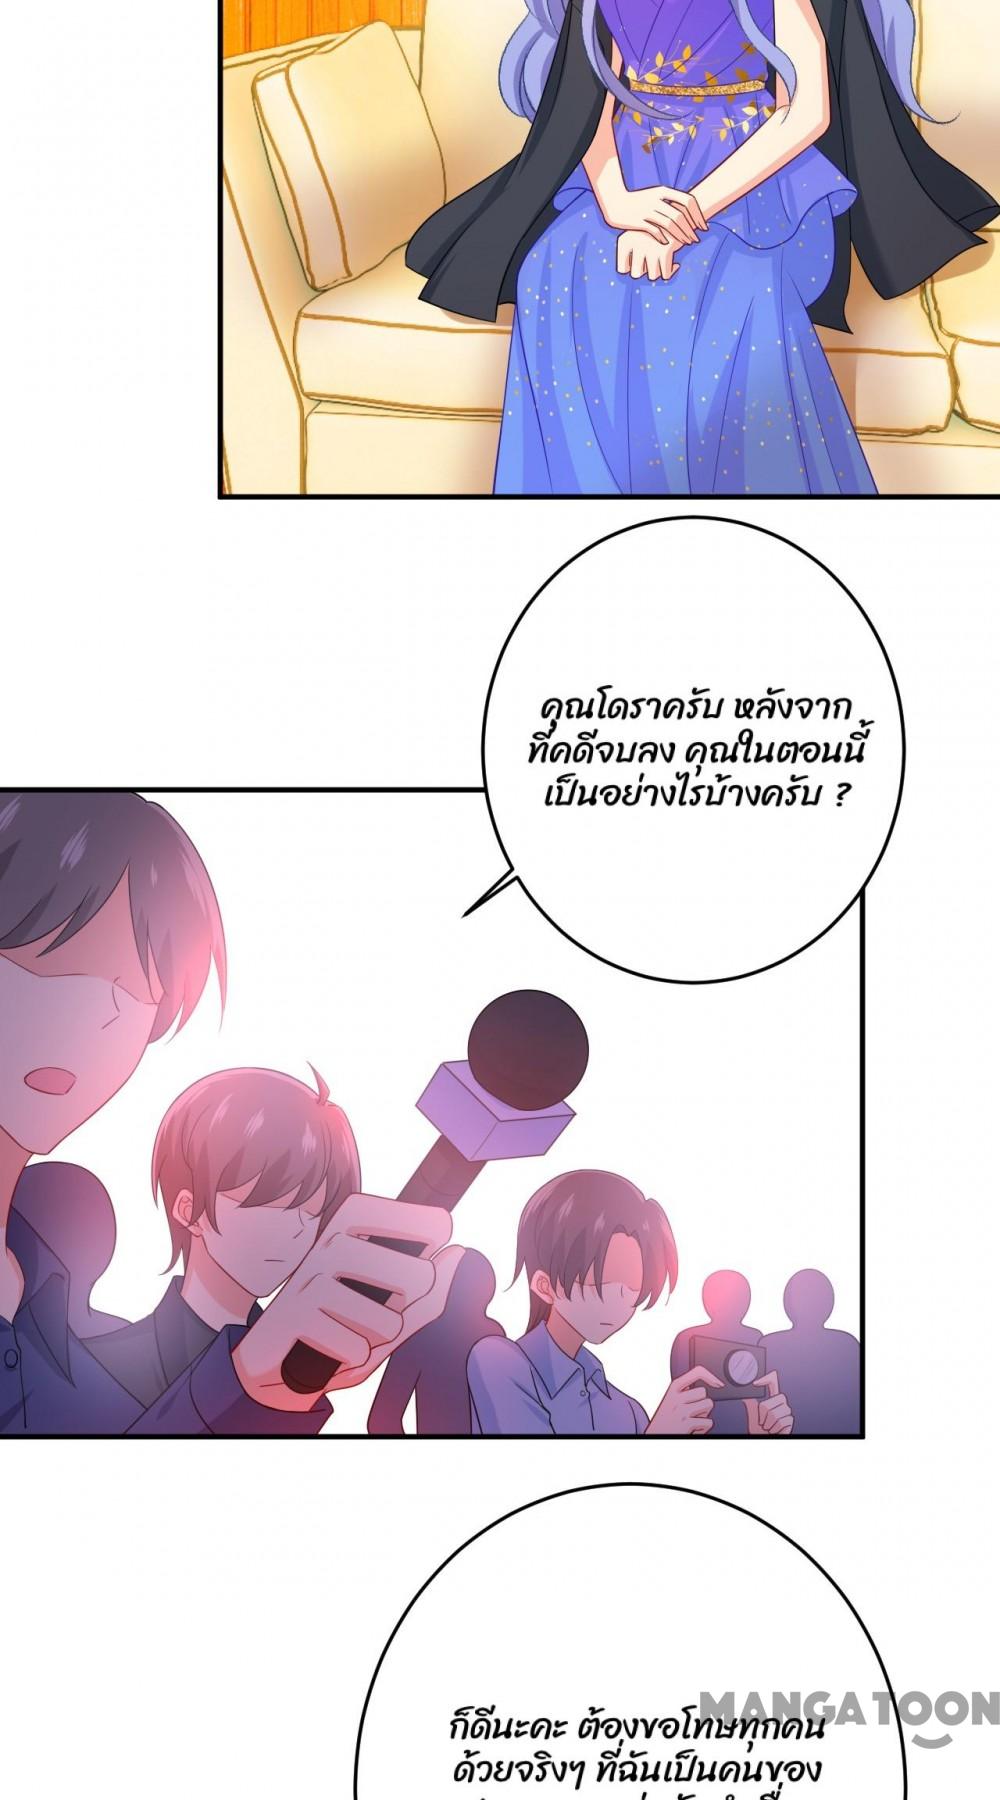 คุณโดราครับ หลังจาก
ที่คดีจบลง คุณในตอนนี้
เป็นอย่างไรบ้างครับ ?
MANGATOON
ก็ดีนะคะ ต้องขอโทษทุกคน
ด้วยจริงๆ ที่ฉันเป็นคนของ